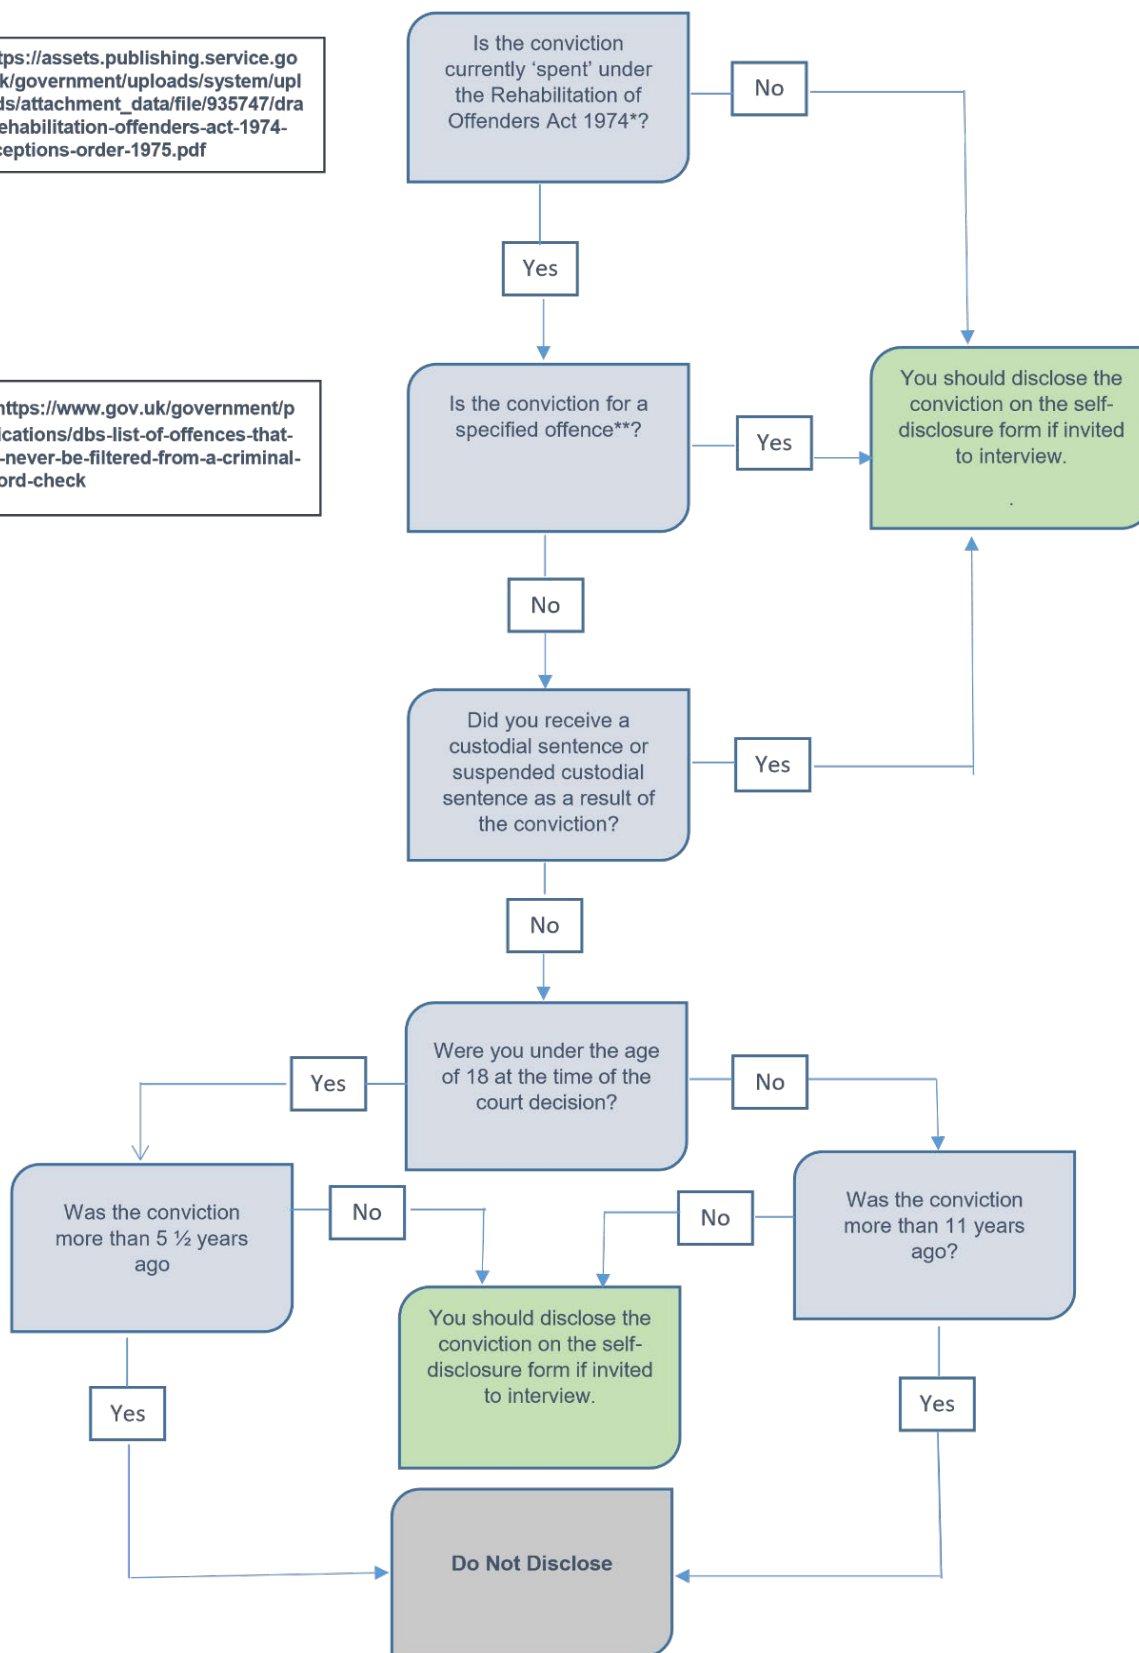 tps://assets.publishing.service.go
k/government/uploads/system/upl
ds/attachment_data/file/935747/dra
ehabilitation-offenders-act-1974-
ceptions-order-1975.pdf
Is the conviction
currently ‘spent’ under
the Rehabilitation of
Offenders Act 1974*?
No
Yes
https://www.gov.uk/government/p
ications/dbs-list-of-offences-that-
-never-be-filtered-from-a-criminal-
ord-check
Is the conviction for a
specified offence**?
Yes
You should disclose the
conviction on the self-
disclosure form if invited
to interview.
.
No
Did you receive a
custodial sentence or
suspended custodial
sentence as a result of
the conviction?
Yes
No
Were you under the age
of 18 at the time of the
court decision?
Yes
No
Was the conviction
more than 5 ½ years
ago
No
No
Was the conviction
more than 11 years
ago?
You should disclose the
conviction on the self-
disclosure form if invited
to interview.
Yes
Yes
Do Not Disclose